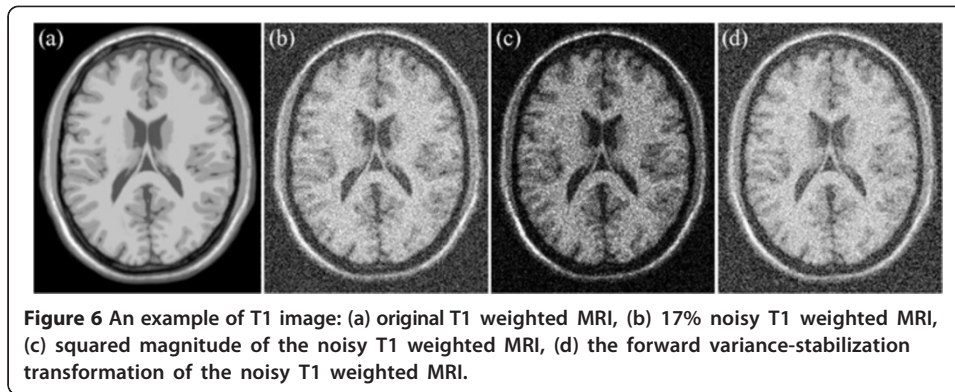 (a) (b) (c) (d)
Figure 6 An example of T1 image: (a) original T1 weighted MRI, (b) 17% noisy T1 weighted MRI,
(c) squared magnitude of the noisy T1 weighted MRI, (d) the forward variance-stabilization
transformation of the noisy T1 weighted MRI.